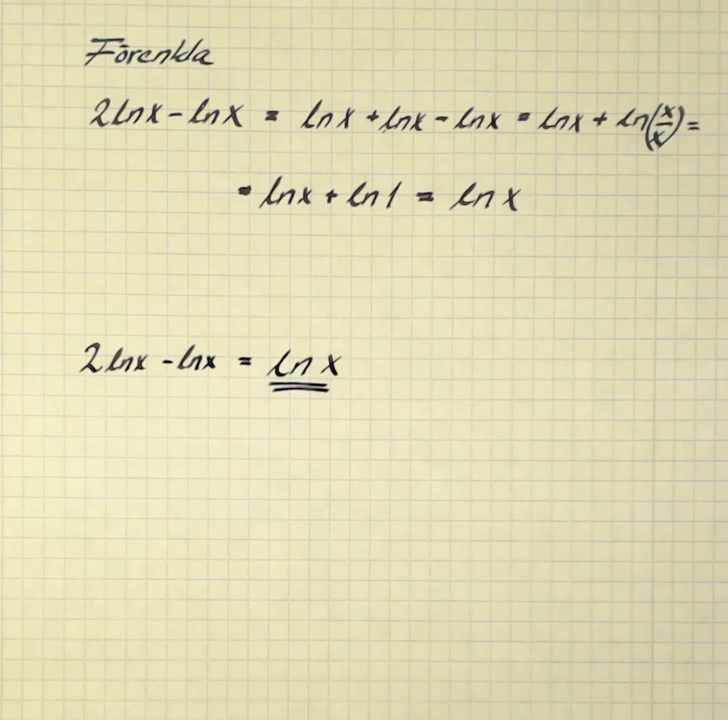 Förenkla
2lnx - lnx = lnx + lnx - lnx = lnx + ln(x/x) =
= lnx + ln1 = lnx
2lnx - lnx = lnx